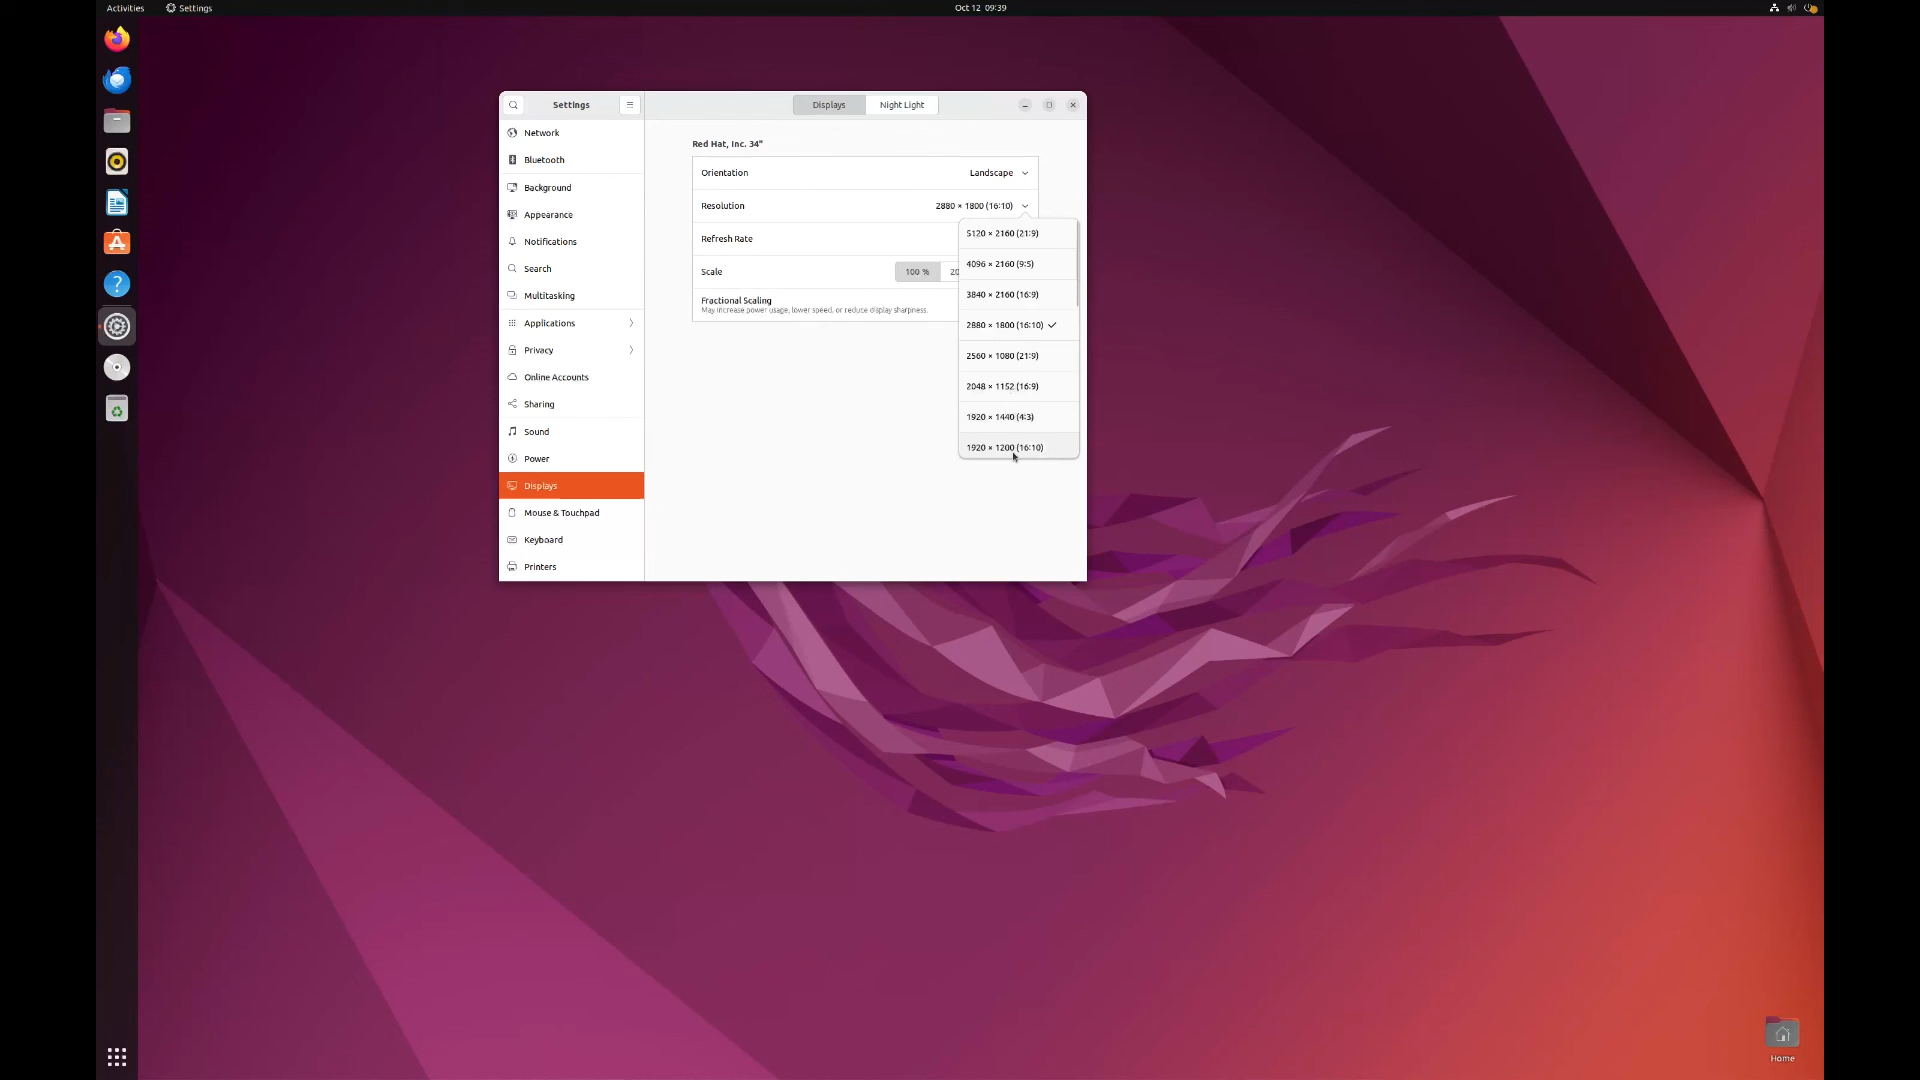 Activities
Settings
Oct 12 09:39
Settings
Displays
Night Light
Network
Bluetooth
Background
Appearance
Notifications
Search
Multitasking
Applications
Privacy
Online Accounts
Sharing
Sound
Power
Displays
Mouse & Touchpad
Keyboard
Printers
Red Hat, Inc. 34"
Orientation
Landscape
Resolution
2880 × 1800 (16:10)
Refresh Rate
Scale
100 %
20
Fractional Scaling
May increase power usage, lower speed, or reduce display sharpness.
5120 × 2160 (21:9)
4096 × 2160 (9:5)
3840 × 2160 (16:9)
2880 × 1800 (16:10)
2560 × 1080 (21:9)
2048 × 1152 (16:9)
1920 × 1440 (4:3)
1920 × 1200 (16:10)
Home